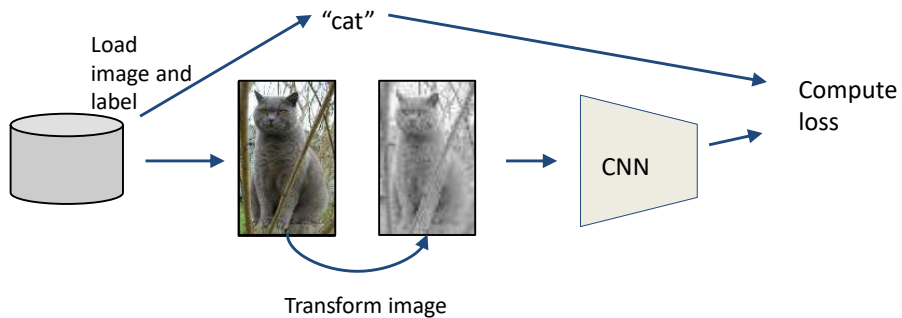 “cat”
Load
image and
label
Compute
loss
CNN
Transform image